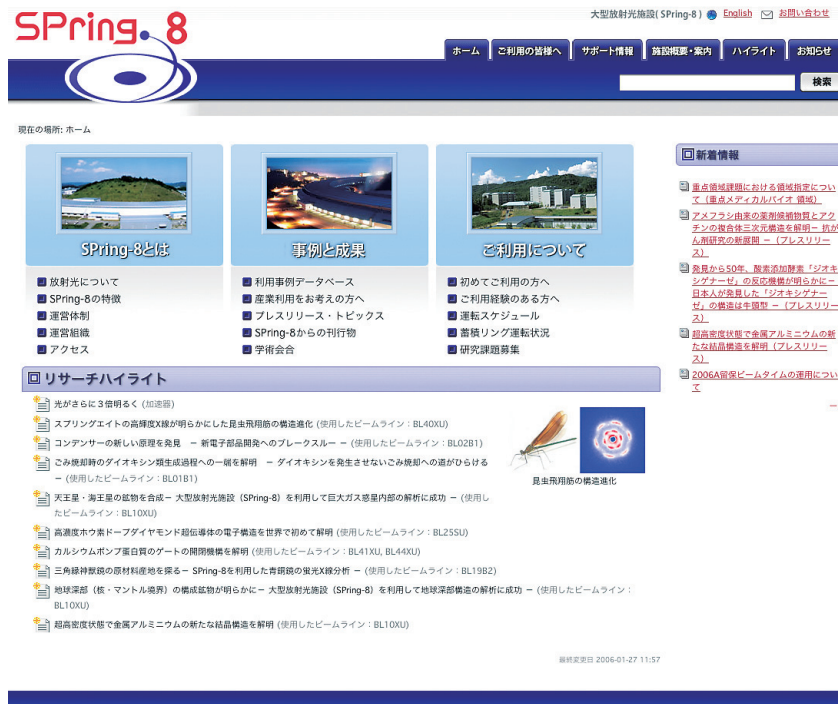 SPring-8
大型放射光施設( SPring-8 ) English お問い合わせ
ホーム ご利用の皆様へ サポート情報 施設概要・案内 ハイライト お知らせ
検索
現在の場所: ホーム
SPring-8とは
放射光について
SPring-8の特徴
運営体制
運営組織
アクセス
事例と成果
利用事例データベース
産業利用をお考えの方へ
プレスリリース・トピックス
SPring-8からの刊行物
学術会合
ご利用について
初めてご利用の方へ
ご利用経験のある方へ
運転スケジュール
蓄積リング運転状況
研究課題募集
リサーチハイライト
光がさらに３倍明るく (加速器)
スプリングエイトの高輝度X線が明らかにした昆虫飛翔筋の構造進化 (使用したビームライン：BL40XU)
コンデンサーの新しい原理を発見 － 新電子部品開発へのブレークスルー － (使用したビームライン：BL02B1)
ごみ焼却時のダイオキシン類生成過程への一端を解明 － ダイオキシンを発生させないごみ焼却への道がひらける
－ (使用したビームライン：BL01B1)
天王星・海王星の鉱物を合成－ 大型放射光施設（SPring-8）を利用して巨大ガス惑星内部の解析に成功 － (使用し
たビームライン：BL10XU)
高濃度ホウ素ドープダイヤモンド超伝導体の電子構造を世界で初めて解明 (使用したビームライン：BL25SU)
カルシウムポンプ蛋白質のゲートの開閉機構を解明 (使用したビームライン：BL41XU, BL44XU)
三角縁神獣鏡の原材料産地を探る－ SPring-8を利用した青銅鏡の蛍光X線分析 － (使用したビームライン：BL19B2)
地球深部（核・マントル境界）の構成鉱物が明らかに－ 大型放射光施設（SPring-8）を利用して地球深部構造の解析に成功 － (使用したビームライン：
BL10XU)
超高密度状態で金属アルミニウムの新たな結晶構造を解明 (使用したビームライン：BL10XU)
昆虫飛翔筋の構造進化
最終変更日 2006-01-27 11:57
新着情報
重点領域課題における領域指定につい
て（重点メディカルバイオ 領域）
アメフラシ由来の薬剤候補物質とアク
チンの複合体三次元構造を解明－ 抗が
ん剤研究の新展開 －（プレスリリー
ス）
発見から50年、酸素添加酵素「ジオキ
シゲナーゼ」の反応機構が明らかに－
日本人が発見した「ジオキシゲナー
ゼ」の構造は牛頭型 －（プレスリリー
ス）
超高密度状態で金属アルミニウムの新
たな結晶構造を解明（プレスリリー
ス）
2006A留保ビームタイムの運用につい
て